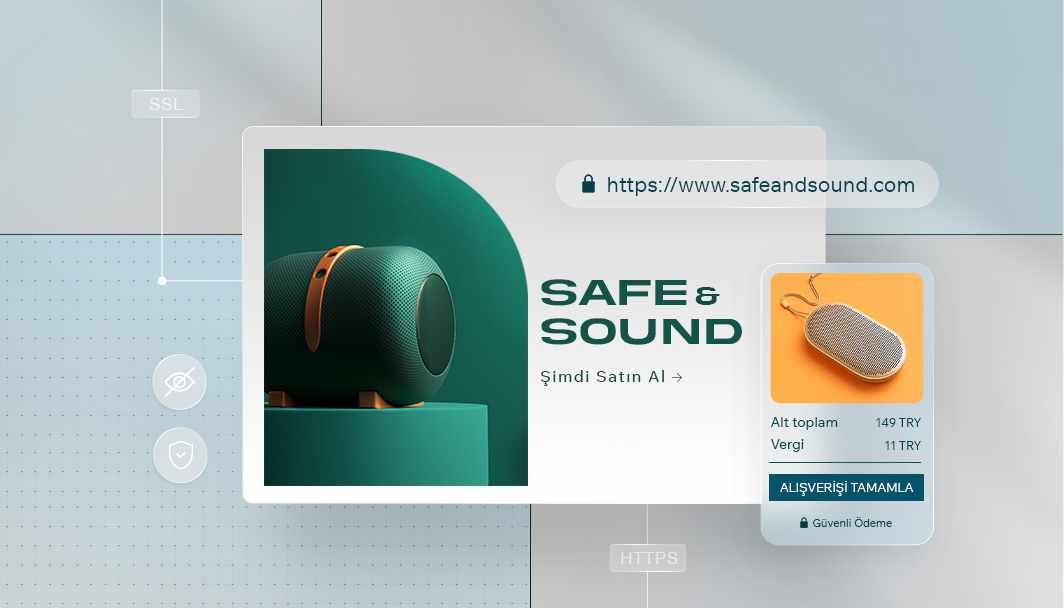 SSL
https://www.safeandsound.com
SAFE &
SOUND
Şimdi Satın Al →
Alt toplam 149 TRY
Vergi 11 TRY
ALIŞVERİŞİ TAMAMLA
Güvenli Ödeme
HTTPS